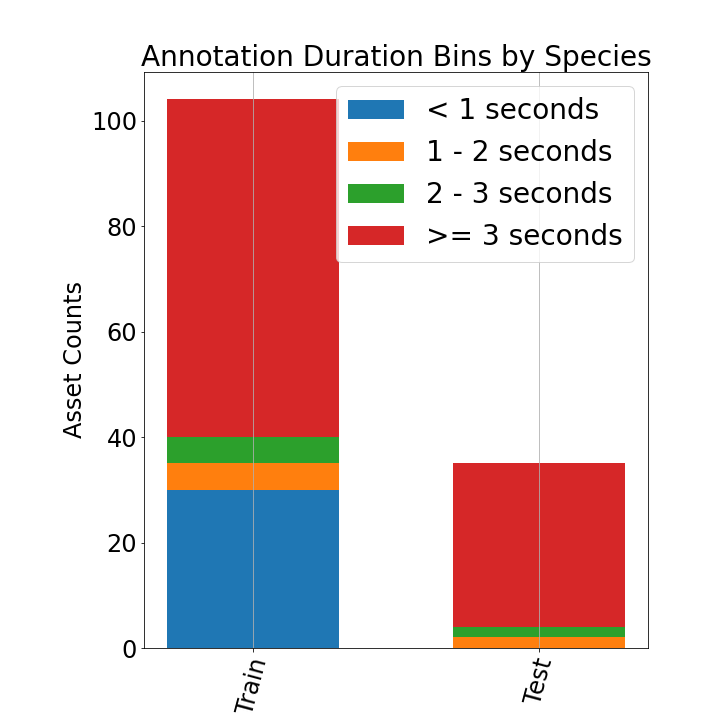 Annotation Duration Bins by Species
< 1 seconds
1 - 2 seconds
2 - 3 seconds
>= 3 seconds
Asset Counts
100
80
60
40
20
0
Train
Test